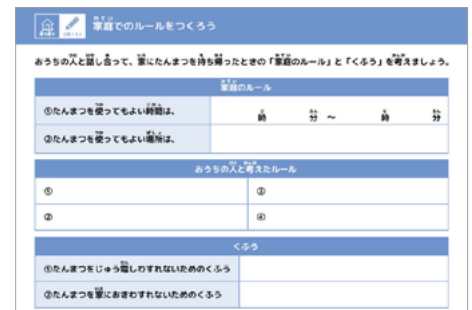 家庭でのルールをつくろう
おうちの人と話し合って、家にたんまつを持ち帰ったときの「家庭のルール」と「くふう」を考えましょう。
家庭のルール
①たんまつを使ってもよい時間は、 時 分 ～ 時 分
②たんまつを使ってもよい場所は、
おうちの人と考えたルール
① ③
② ④
くふう
①たんまつをじゅう電しわすれないためのくふう
②たんまつを家におきわすれないためのくふう